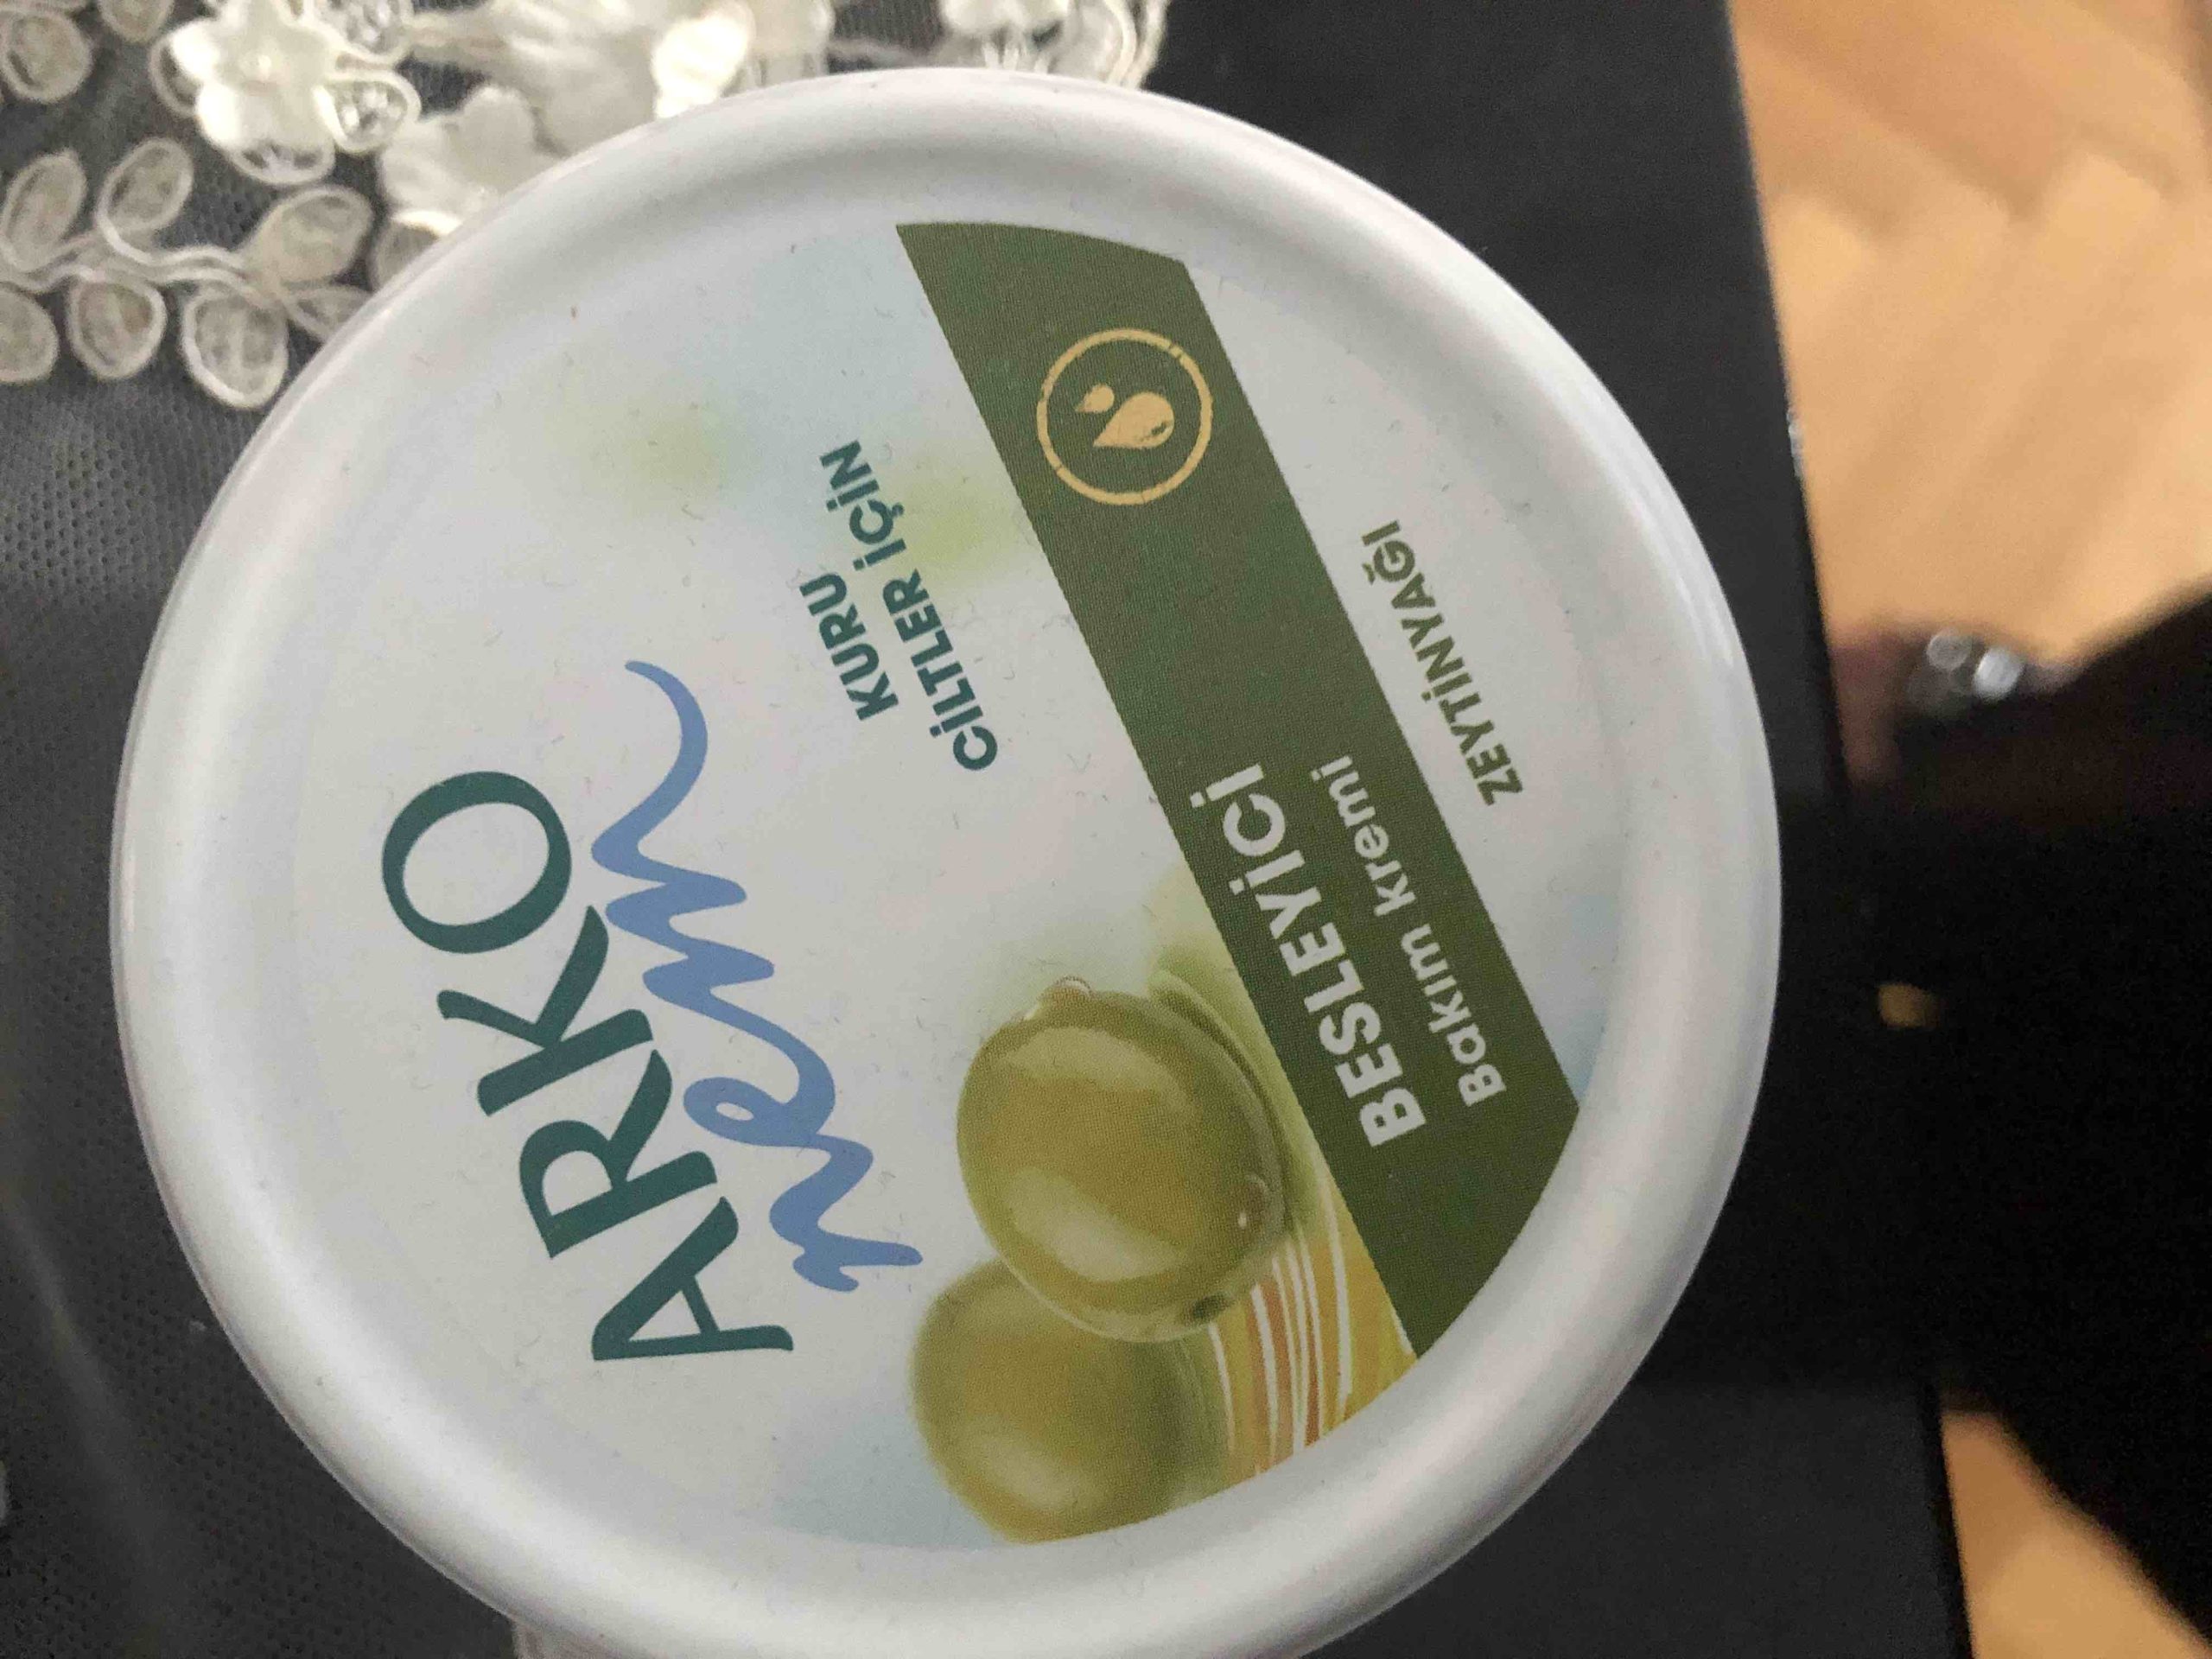 ARKO
nem
KURU
CİLTLER İÇİN
BESLEYİCİ
Bakım kremi
ZEYTİNYAĞI